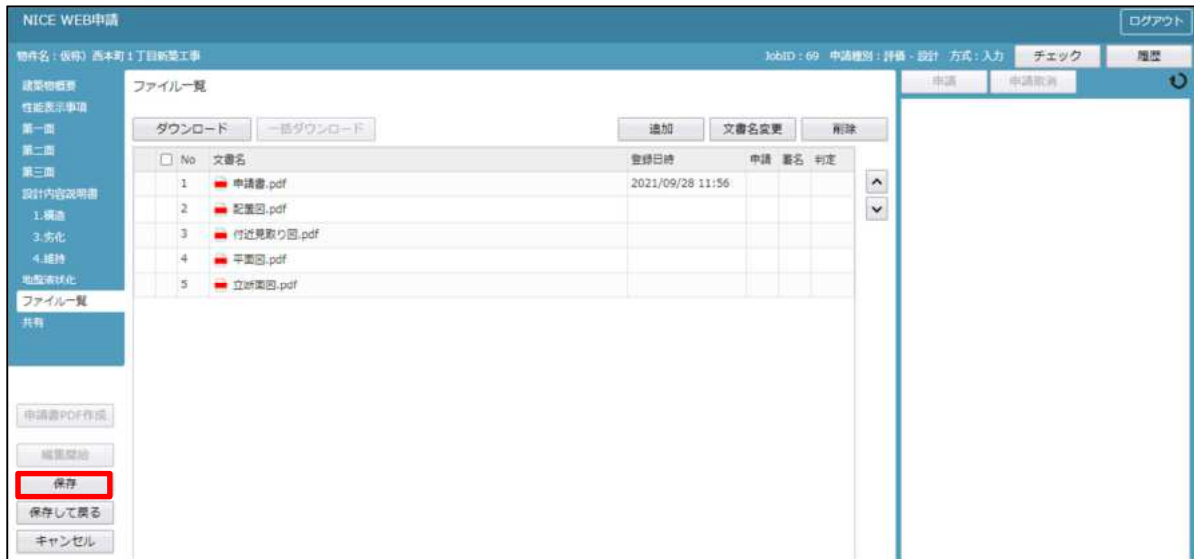 NICE WEB申請
ログアウト
物件名：仮称）西本町１丁目新築工事
JobID：69 申請種別：評価 - 設計 方式：入力
チェック
履歴
建築物概要
性能表示事項
第一面
第二面
第三面
設計内容説明書
1.構造
3.劣化
4.維持
地盤液状化
ファイル一覧
共有
申請書PDF作成
編集開始
保存
保存して戻る
キャンセル
ファイル一覧
ダウンロード
一括ダウンロード
追加
文書名変更
削除
No 文書名 登録日時 申請 署名 判定
1 申請書.pdf 2021/09/28 11:56
2 配置図.pdf
3 付近見取り図.pdf
4 平面図.pdf
5 立断面図.pdf
申請
申請取消